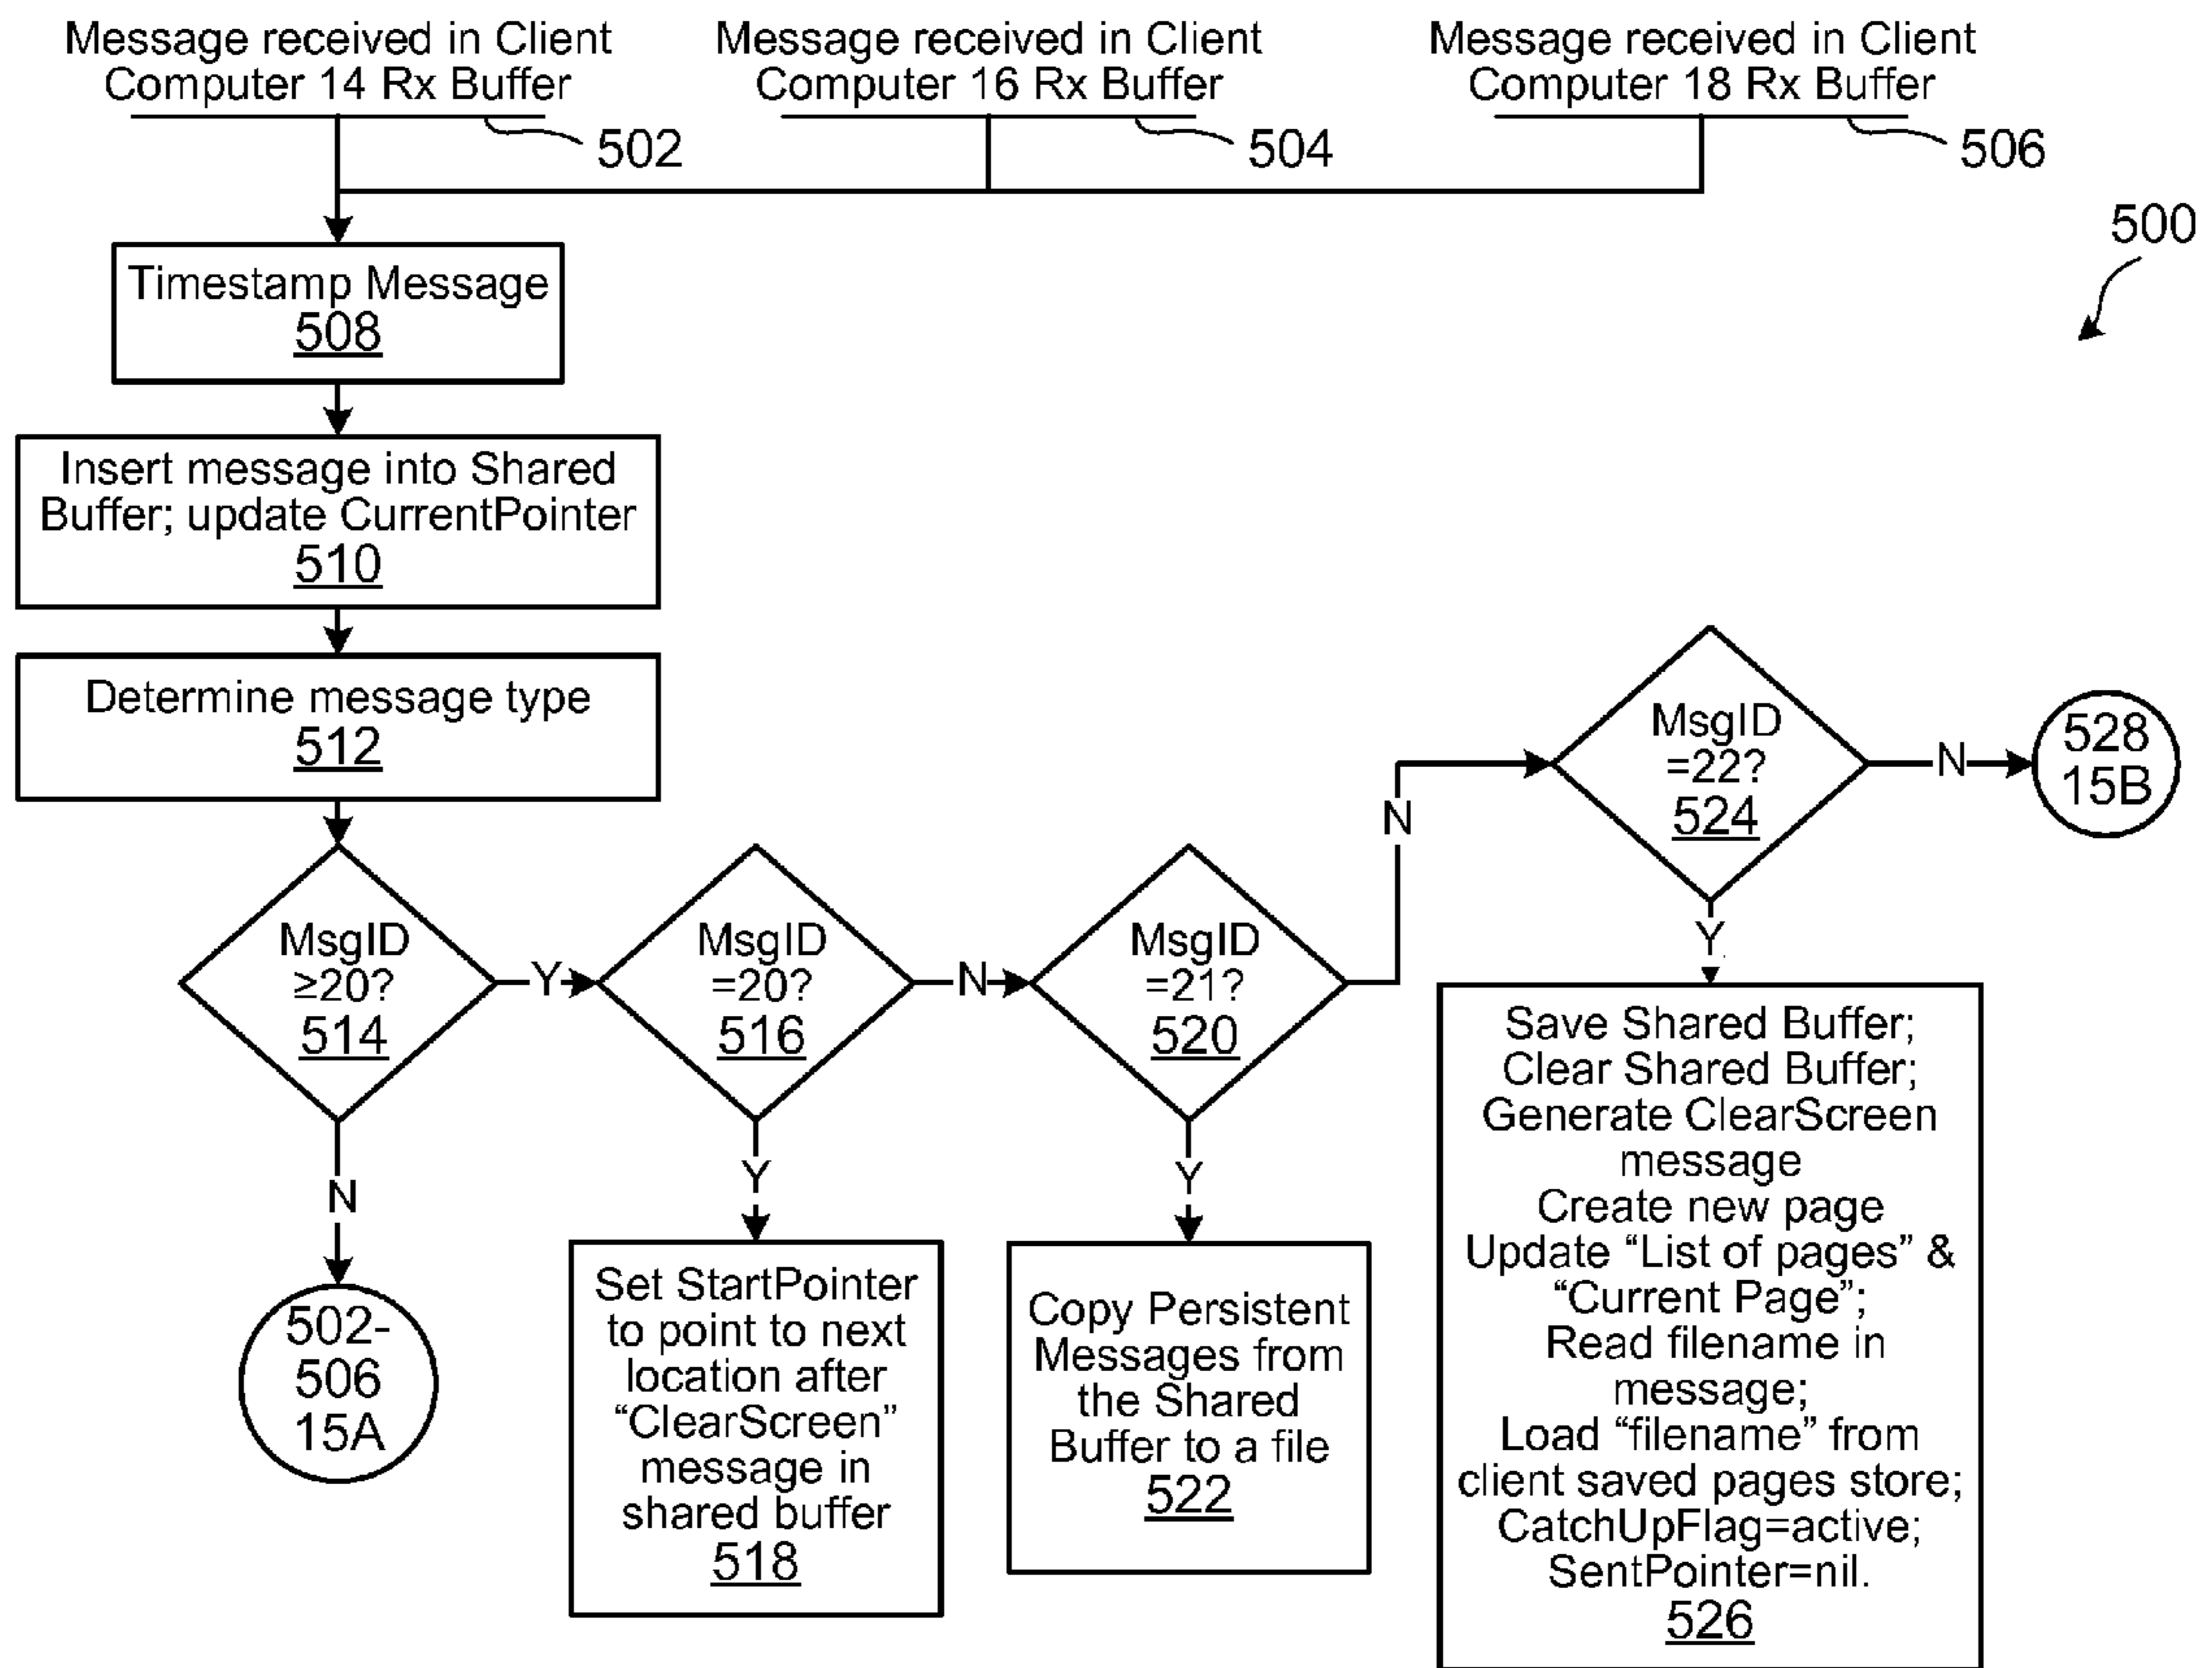 Message received in Client
Computer 14 Rx Buffer
502
Message received in Client
Computer 16 Rx Buffer
504
Message received in Client
Computer 18 Rx Buffer
506
500
Timestamp Message
508
Insert message into Shared
Buffer; update CurrentPointer
510
Determine message type
512
MsgID
≥20?
514
Y
N
502-
506
15A
MsgID
=20?
516
N
Y
Set StartPointer
to point to next
location after
“ClearScreen”
message in
shared buffer
518
MsgID
=21?
520
N
Y
Copy Persistent
Messages from
the Shared
Buffer to a file
522
MsgID
=22?
524
N
528
15B
Y
Save Shared Buffer;
Clear Shared Buffer;
Generate ClearScreen
message
Create new page
Update “List of pages” &
“Current Page”;
Read filename in
message;
Load “filename” from
client saved pages store;
CatchUpFlag=active;
SentPointer=nil.
526